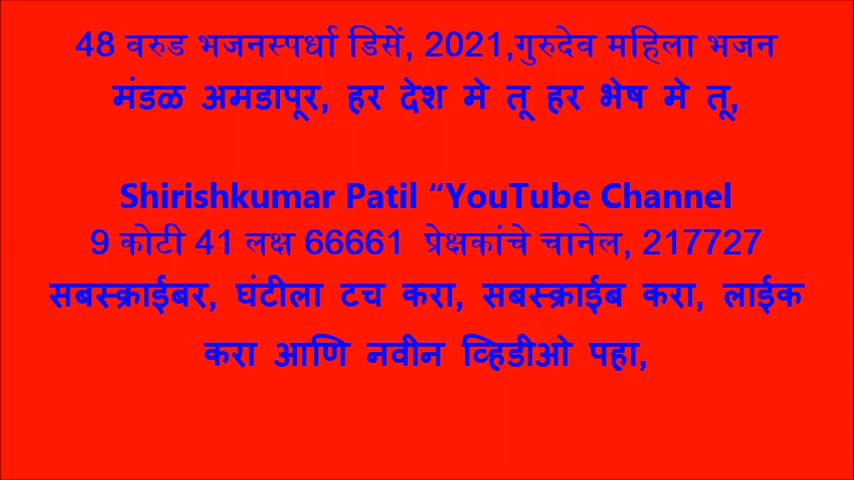 48 वरुड भजनस्पर्धा डिसें, 2021,गुरुदेव महिला भजन
मंडळ अमडापूर, हर देश मे तू हर भेष मे तू,
Shirishkumar Patil “YouTube Channel
9 कोटी 41 लक्ष 66661 प्रेक्षकांचे चानेल, 217727
सबस्क्राईबर, घंटीला टच करा, सबस्क्राईब करा, लाईक
करा आणि नवीन व्हिडीओ पहा,